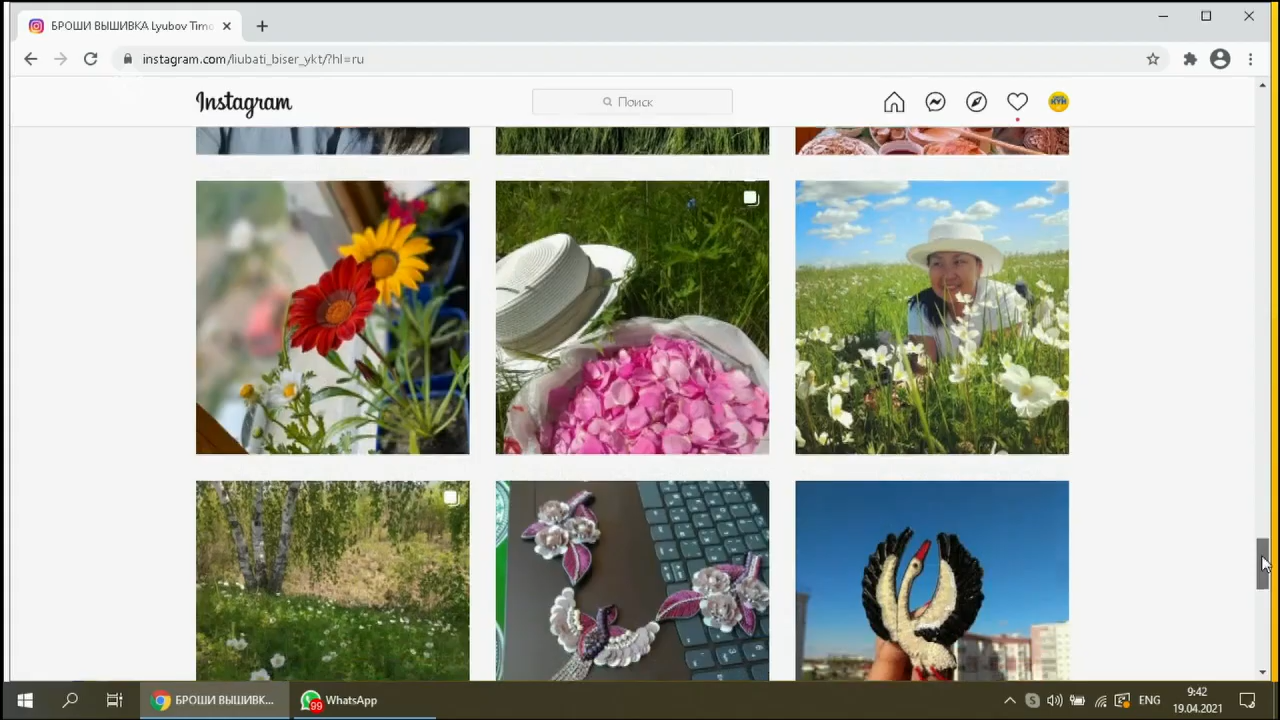 БРОШИ ВЫШИВКА Lyubov Timo
instagram.com/liubati_biser_ykt/?hl=ru
Instagram
Поиск
БРОШИ ВЫШИВК...
99
WhatsApp
ENG
9:42
19.04.2021